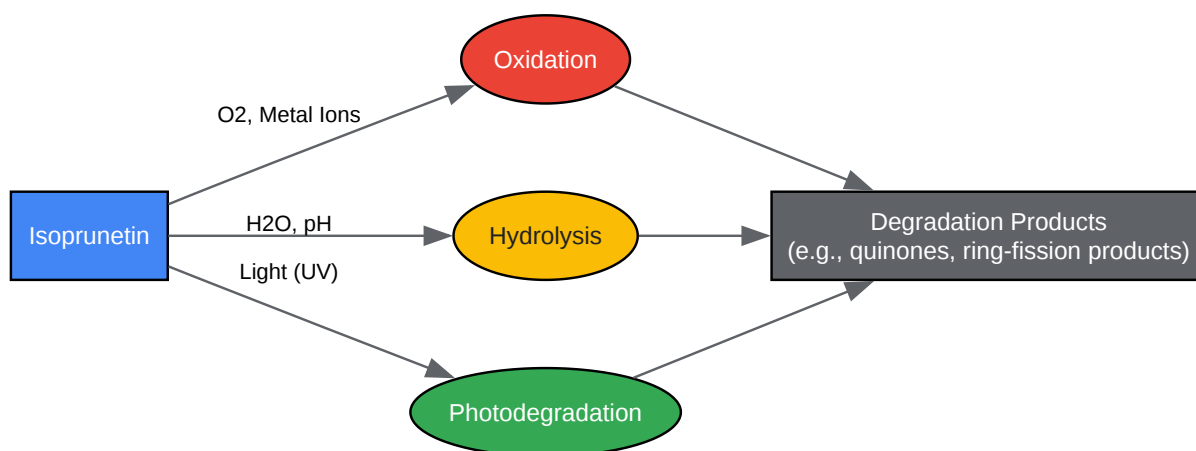 Oxidation
O2, Metal Ions
Isoprunetin
H2O, pH
Hydrolysis
Degradation Products
(e.g., quinones, ring-fission products)
Light (UV)
Photodegradation